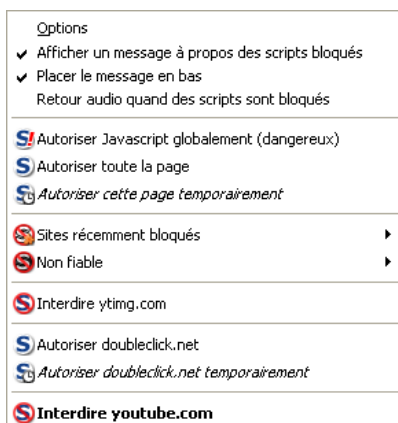 Options
Afficher un message à propos des scripts bloqués
Placer le message en bas
Retour audio quand des scripts sont bloqués
Autoriser Javascript globalement (dangereux)
Autoriser toute la page
Autoriser cette page temporairement
Sites récemment bloqués
Non fiable
Interdire ytimg.com
Autoriser doubleclick.net
Autoriser doubleclick.net temporairement
Interdire youtube.com